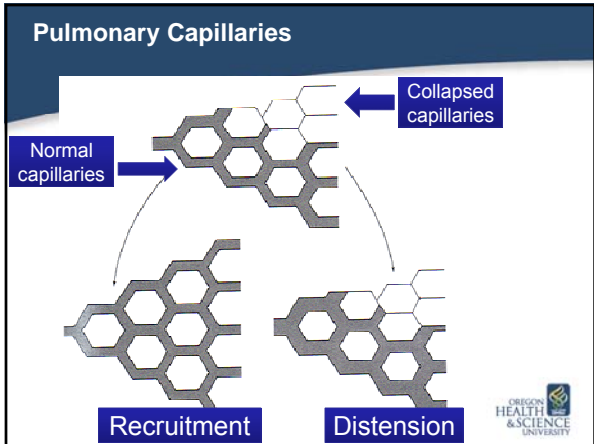 Pulmonary Capillaries
Collapsed
capillaries
Normal
capillaries
Recruitment
Distension
OREGON
HEALTH
&SCIENCE
UNIVERSITY